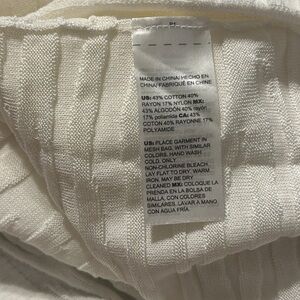 MADE IN CHINA/ HECHO EN
CHINA/ FABRIQUÉ EN CHINE
US: 43% COTTON 40%
RAYON 17% NYLON MX:
43% ALGODÓN 40% rayón
17% poliamida CA: 43%
COTON 40% RAYONNE 17%
POLYAMIDE
US: PLACE GARMENT IN
MESH BAG, WITH SIMILAR
COLORS. HAND WASH
COLD. ONLY
NON-CHLORINE BLEACH.
LAY FLAT TO DRY. WARM
IRON. MAY BE DRY
CLEANED MX: COLOQUE LA
PRENDA EN LA BOLSA DE
MALLA, CON COLORES
SIMILARES. LAVAR A MANO
CON AGUA FRÍA